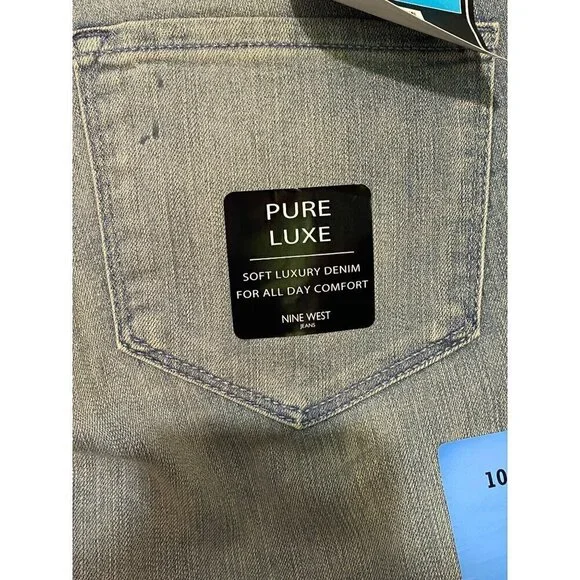 PURE
LUXE
SOFT LUXURY DENIM
FOR ALL DAY COMFORT
NINE WEST
JEANS
10